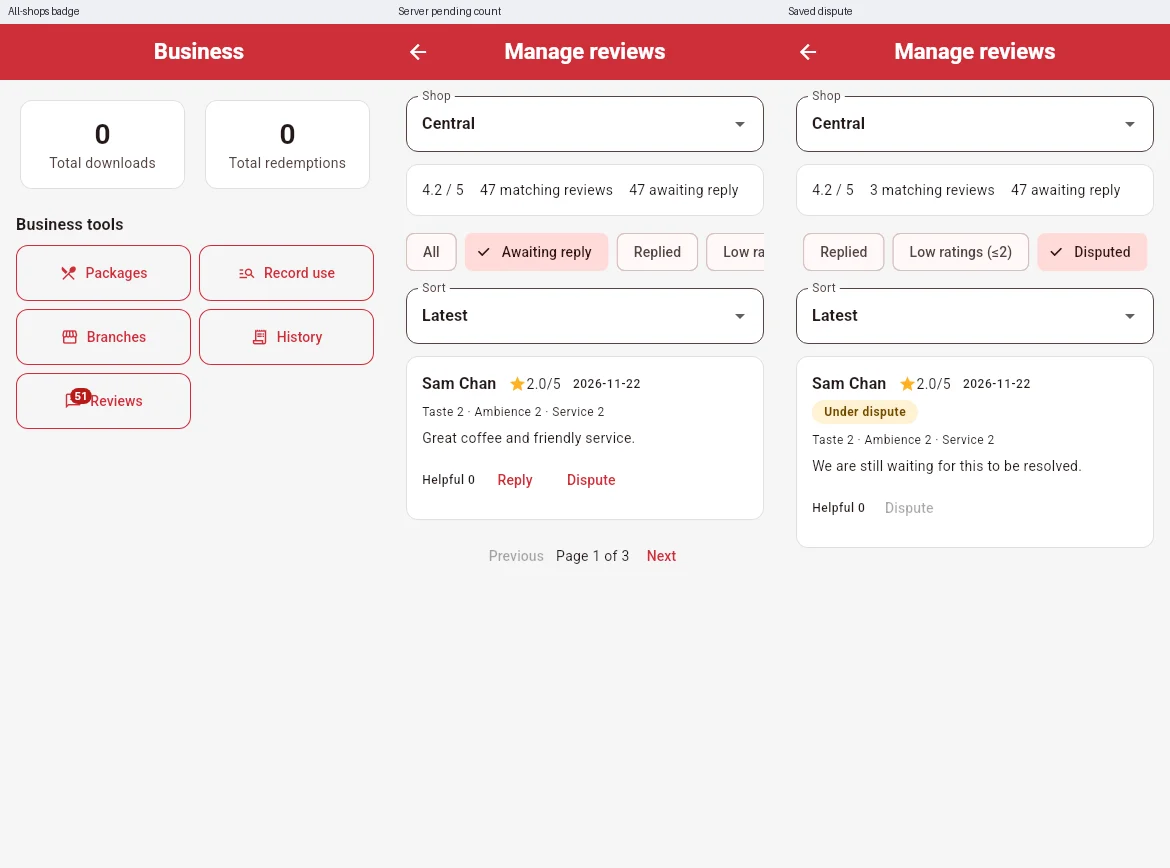 All-shops badge
Business
0
Total downloads
0
Total redemptions
Business tools
Packages
Record use
Branches
History
51
Reviews
Server pending count
Manage reviews
Shop
Central
4.2 / 5 47 matching reviews 47 awaiting reply
All Awaiting reply Replied Low ra
Sort
Latest
Sam Chan 2.0/5 2026-11-22
Taste 2 · Ambience 2 · Service 2
Great coffee and friendly service.
Helpful 0 Reply Dispute
Previous Page 1 of 3 Next
Saved dispute
Manage reviews
Shop
Central
4.2 / 5 3 matching reviews 47 awaiting reply
Replied Low ratings (≤2) Disputed
Sort
Latest
Sam Chan 2.0/5 2026-11-22
Under dispute
Taste 2 · Ambience 2 · Service 2
We are still waiting for this to be resolved.
Helpful 0 Dispute